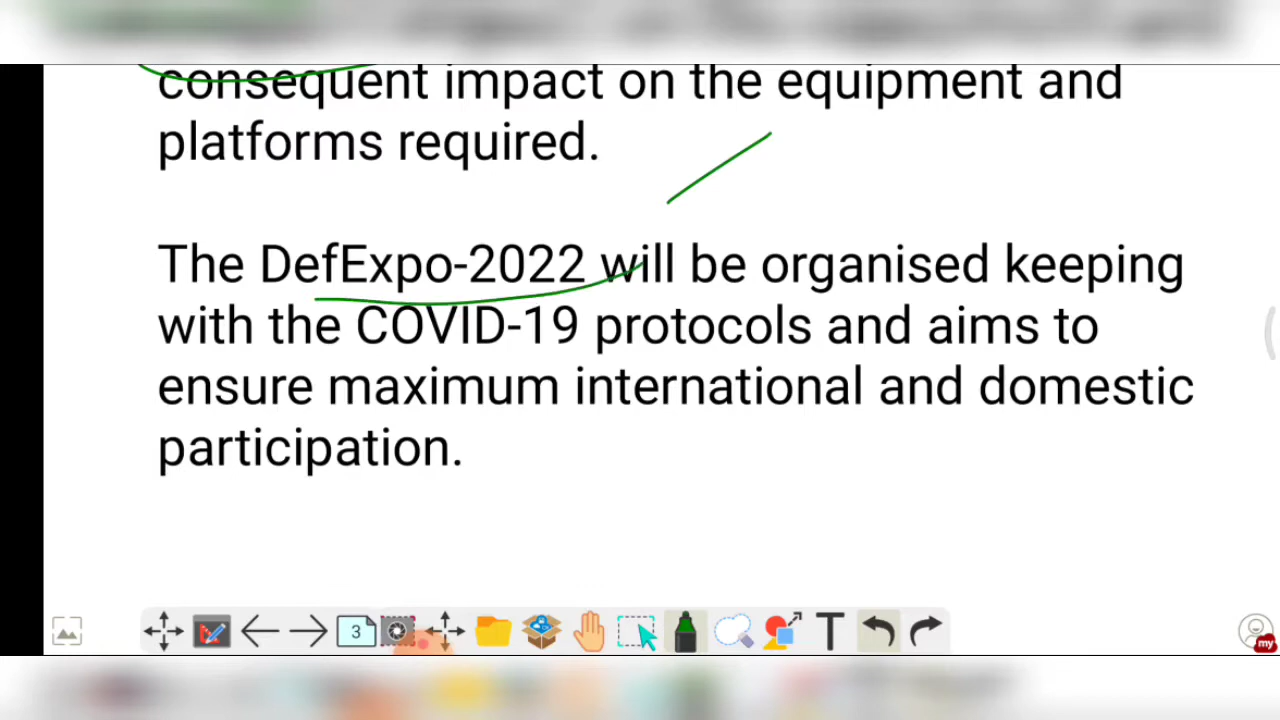 consequent impact on the equipment and
platforms required.
The DefExpo-2022 will be organised keeping
with the COVID-19 protocols and aims to
ensure maximum international and domestic
participation.
3
T
my